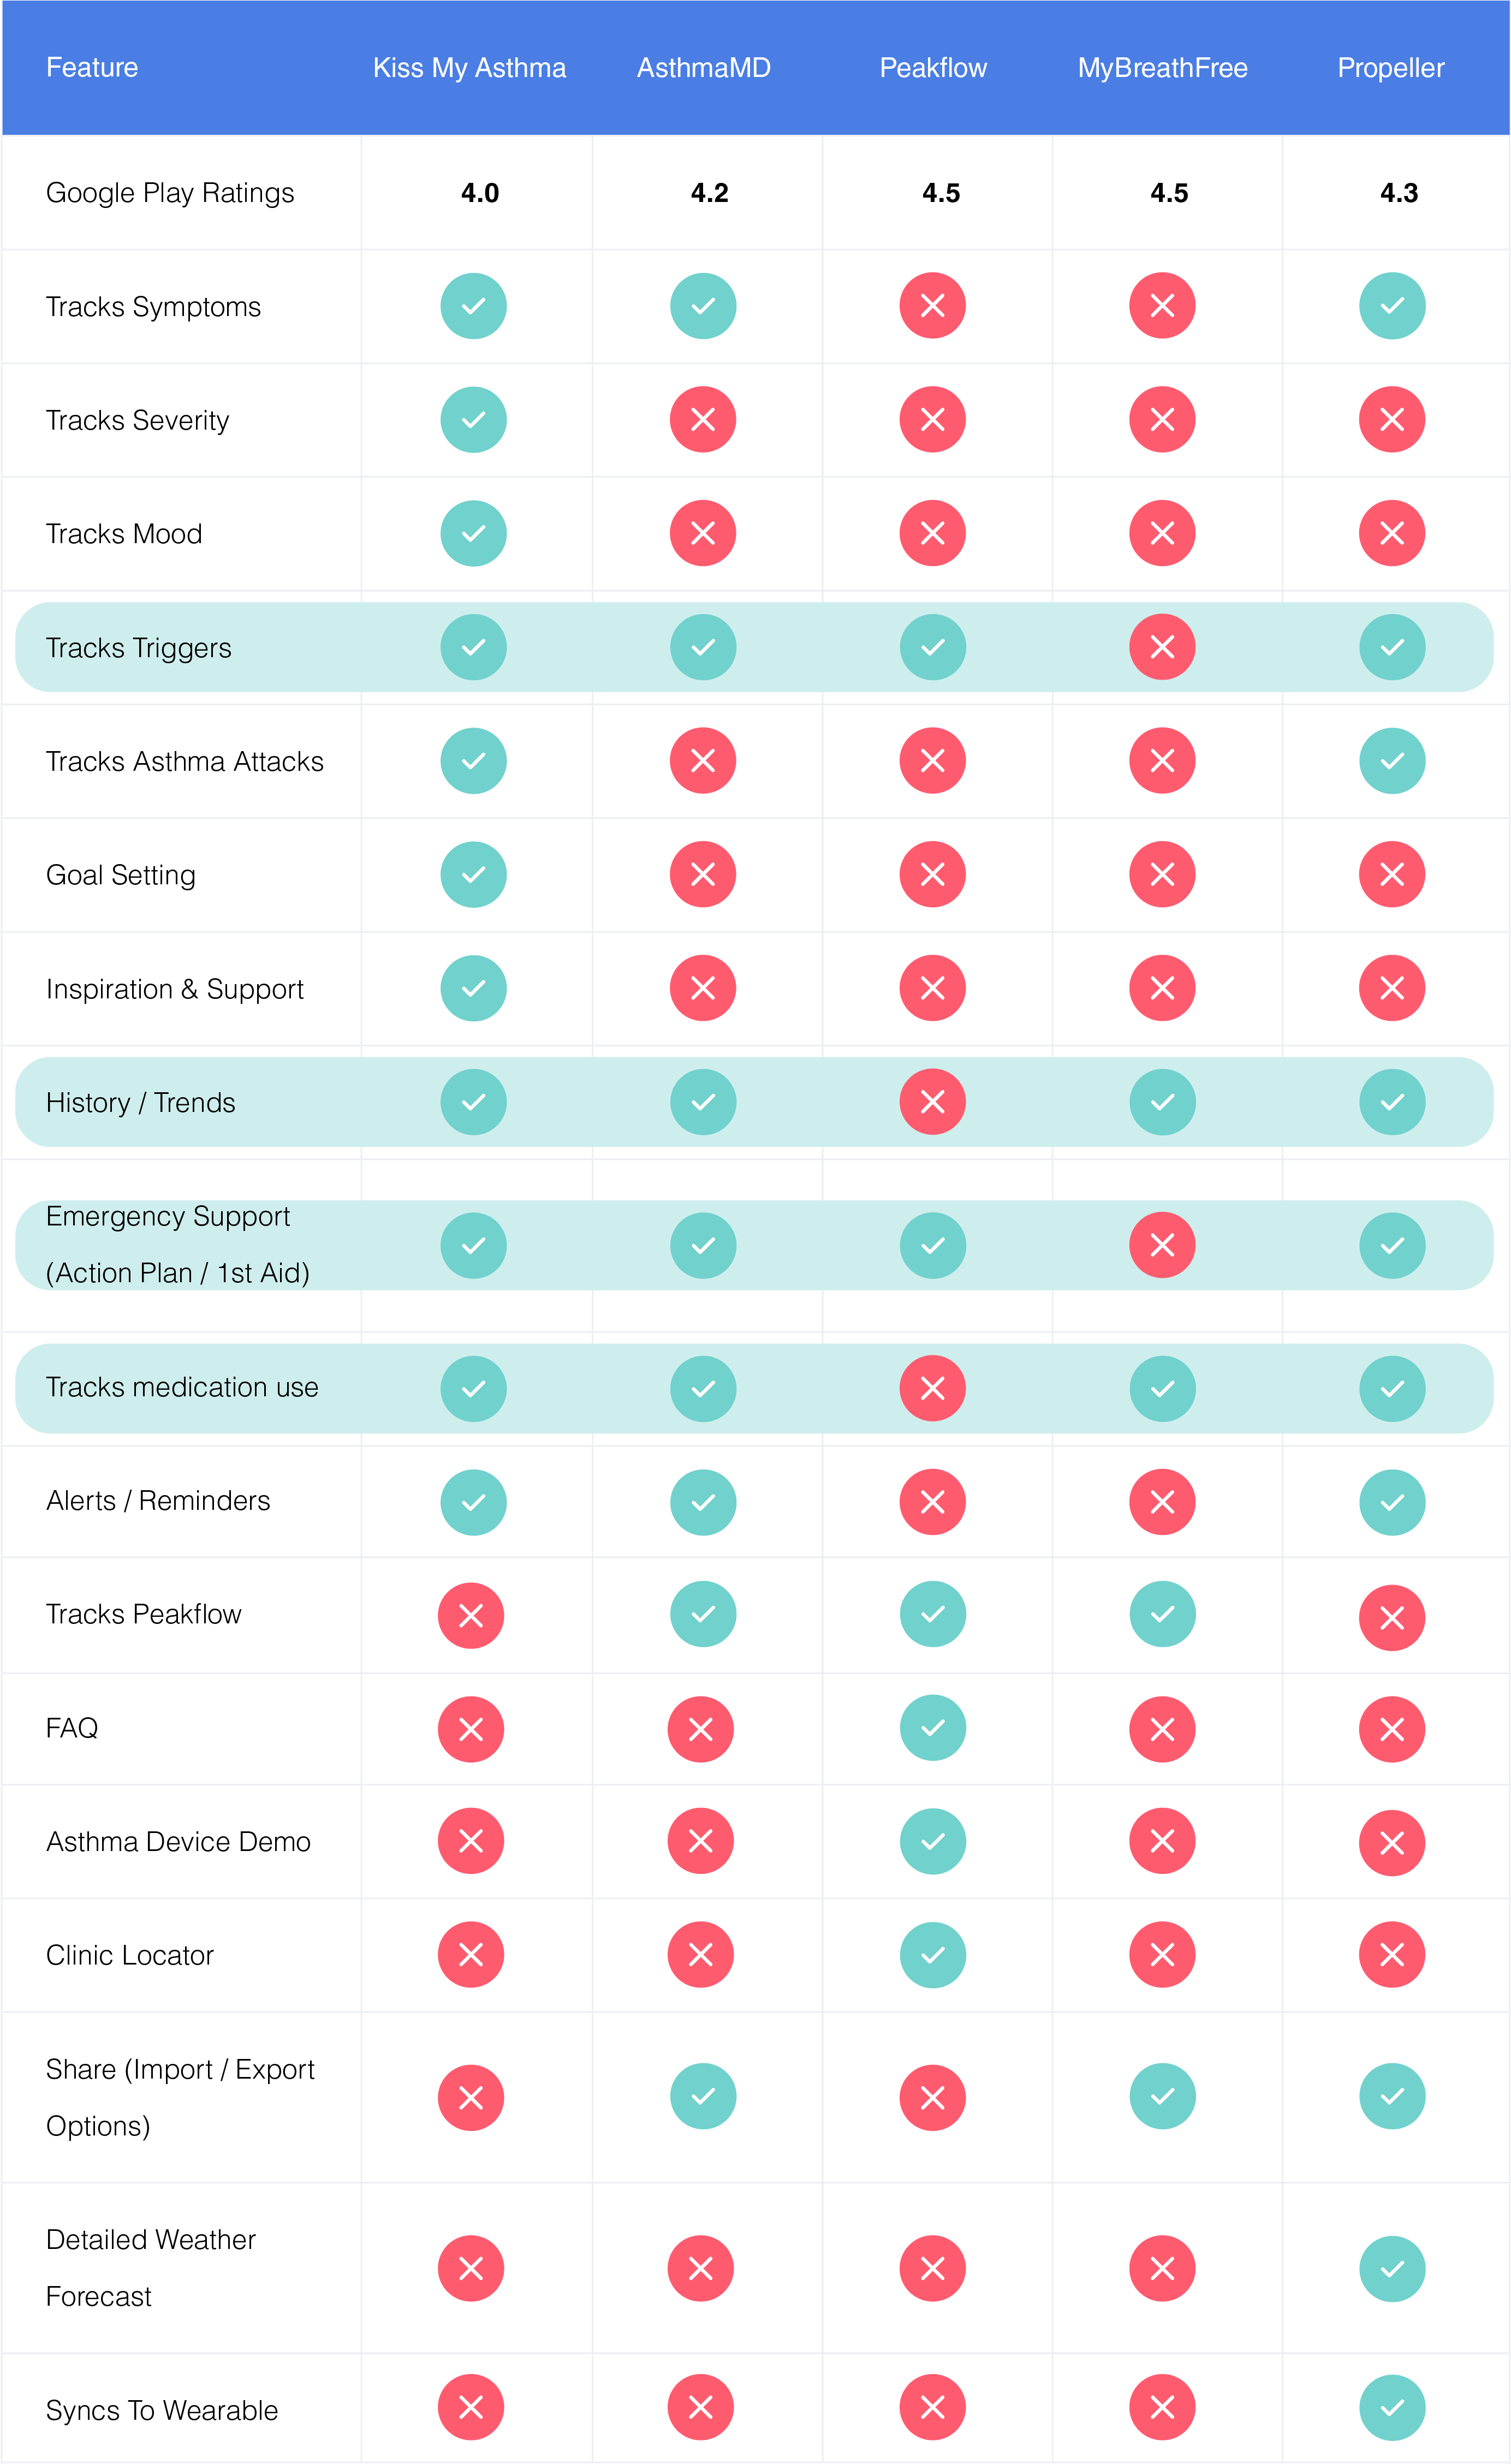 Feature Kiss My Asthma AsthmaMD Peakflow MyBreathFree Propeller
Google Play Ratings 4.0 4.2 4.5 4.5 4.3
Tracks Symptoms
Tracks Severity
Tracks Mood
Tracks Triggers
Tracks Asthma Attacks
Goal Setting
Inspiration & Support
History / Trends
Emergency Support
(Action Plan / 1st Aid)
Tracks medication use
Alerts / Reminders
Tracks Peakflow
FAQ
Asthma Device Demo
Clinic Locator
Share (Import / Export
Options)
Detailed Weather
Forecast
Syncs To Wearable